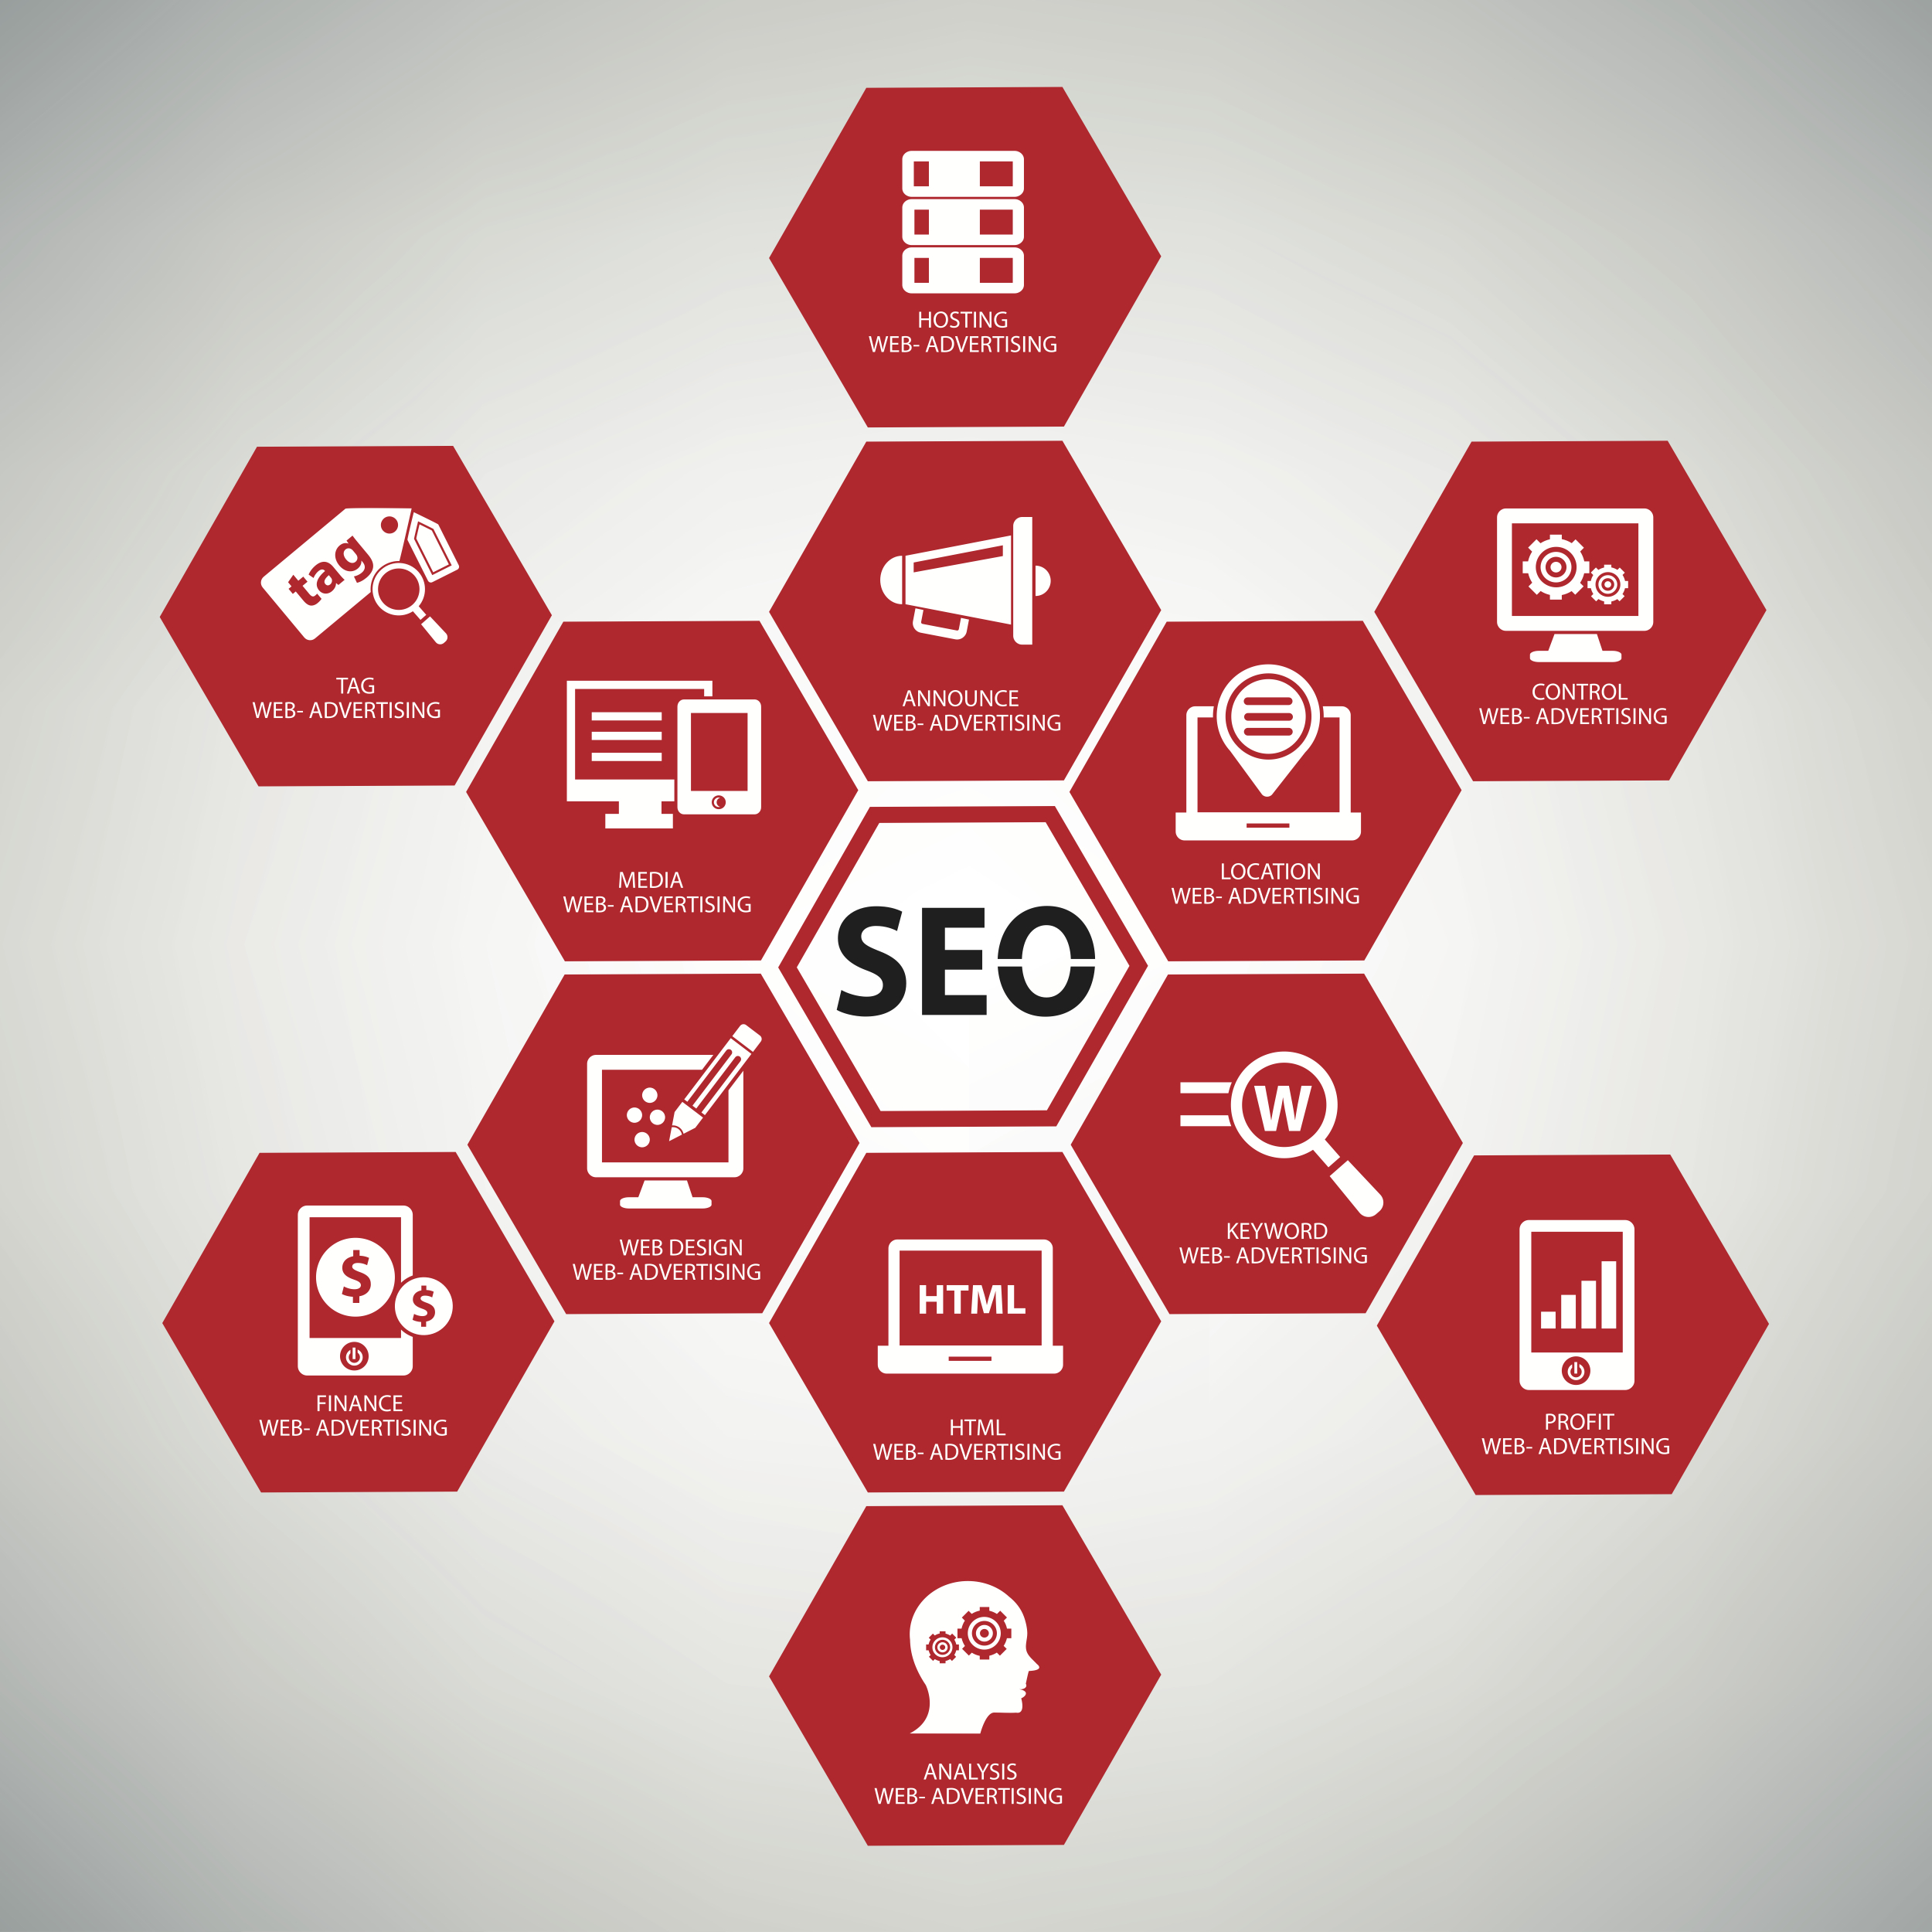 HOSTING
WEB- ADVERTISING
tag
TAG
WEB- ADVERTISING
ANNOUNCE
WEB- ADVERTISING
CONTROL
WEB- ADVERTISING
MEDIA
WEB- ADVERTISING
LOCATION
WEB- ADVERTISING
SEO
WEB DESIGN
WEB- ADVERTISING
W
KEYWORD
WEB- ADVERTISING
$
$
FINANCE
WEB- ADVERTISING
HTML
HTML
WEB- ADVERTISING
PROFIT
WEB- ADVERTISING
ANALYSIS
WEB- ADVERTISING